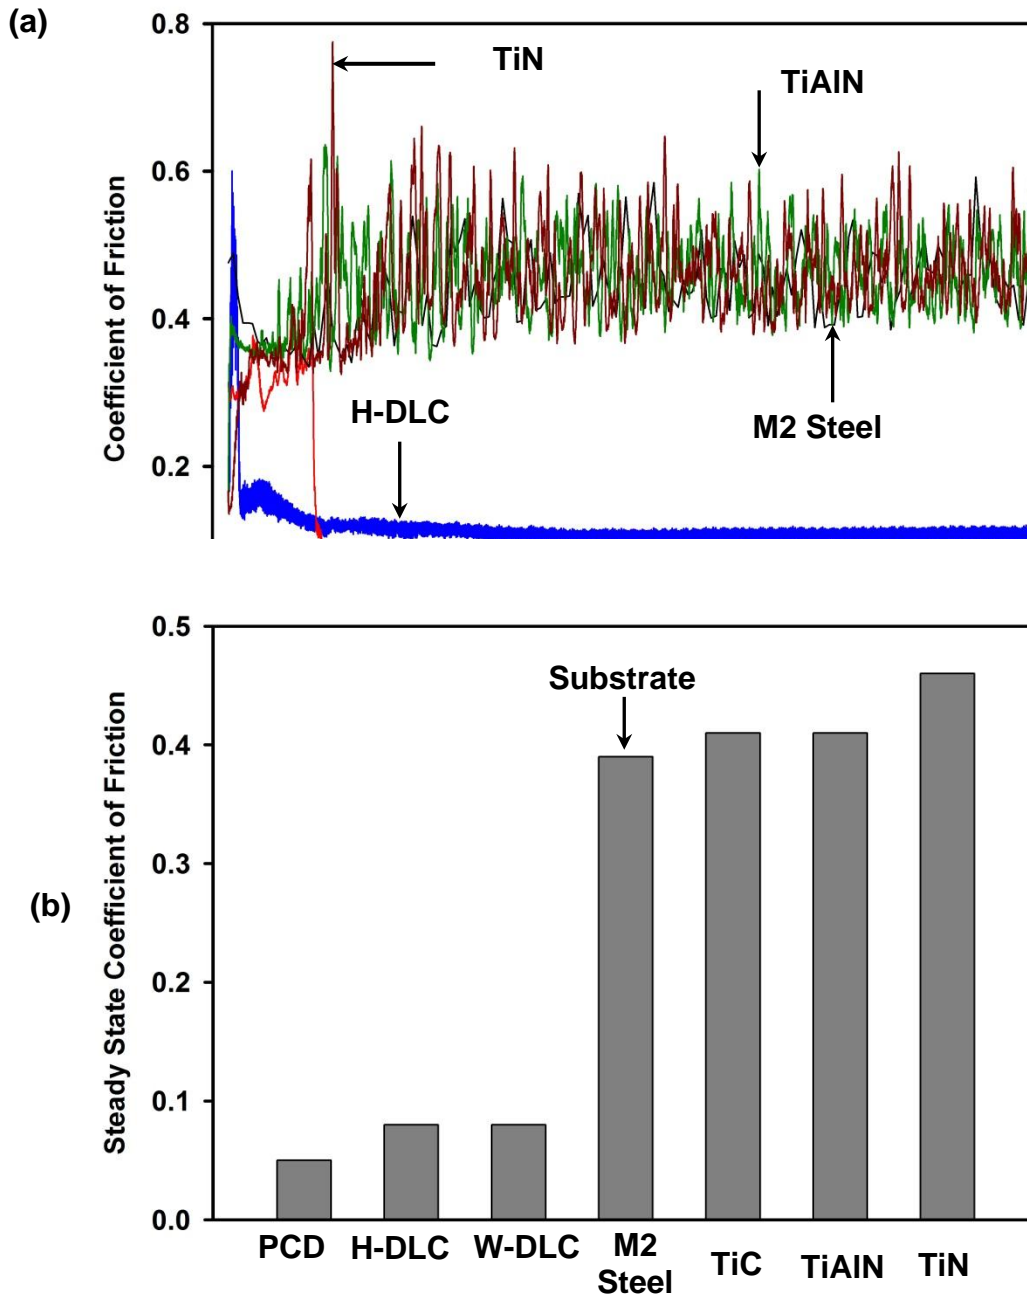 (a)
Coefficient of Friction
0.8
0.6
0.4
0.2
TiN
TiAlN
H-DLC
M2 Steel
(b)
Steady State Coefficient of Friction
0.5
0.4
0.3
0.2
0.1
0.0
Substrate
PCD
H-DLC
W-DLC
M2
Steel
TiC
TiAlN
TiN